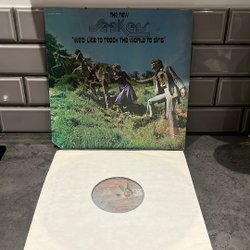 THE NEW
Seekers
"WE'D LIKE TO TEACH THE WORLD TO SING"